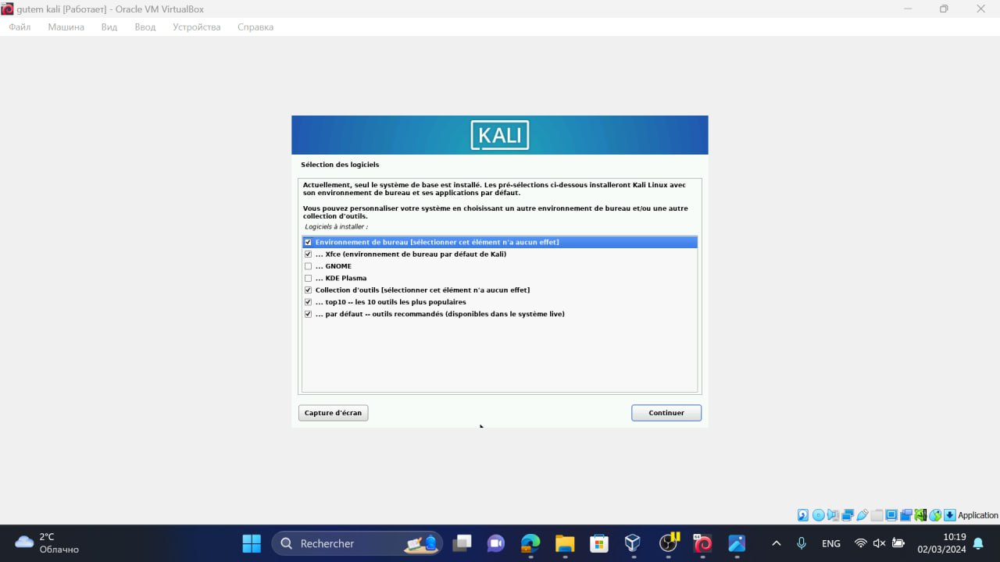 gutem kali [Работает] - Oracle VM VirtualBox
Файл Машина Вид Ввод Устройства Справка
KALI
Sélection des logiciels
Actuellement, seul le système de base est installé. Les pré-sélections ci-dessous installeront Kali Linux avec
son environnement de bureau et ses applications par défaut.
Vous pouvez personnaliser votre système en choisissant un autre environnement de bureau et/ou une autre
collection d'outils.
Logiciels à installer :
Environnement de bureau [sélectionner cet élément n'a aucun effet]
... Xfce (environnement de bureau par défaut de Kali)
... GNOME
... KDE Plasma
Collection d'outils [sélectionner cet élément n'a aucun effet]
... top10 -- les 10 outils les plus populaires
... par défaut -- outils recommandés (disponibles dans le système live)
Capture d'écran Continuer
Application
2°C
Облачно
Rechercher
ENG
10:19
02/03/2024